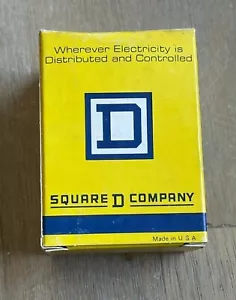 Wherever Electricity is
Distributed and Controlled
D
SQUARE D COMPANY
Made in U.S.A.